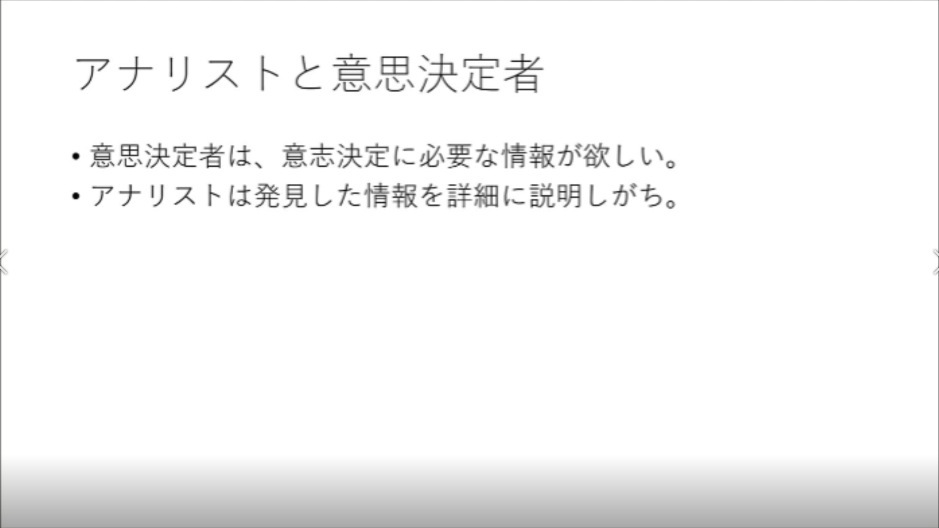 アナリストと意思決定者
• 意思決定者は、意志決定に必要な情報が欲しい。
• アナリストは発見した情報を詳細に説明しがち。